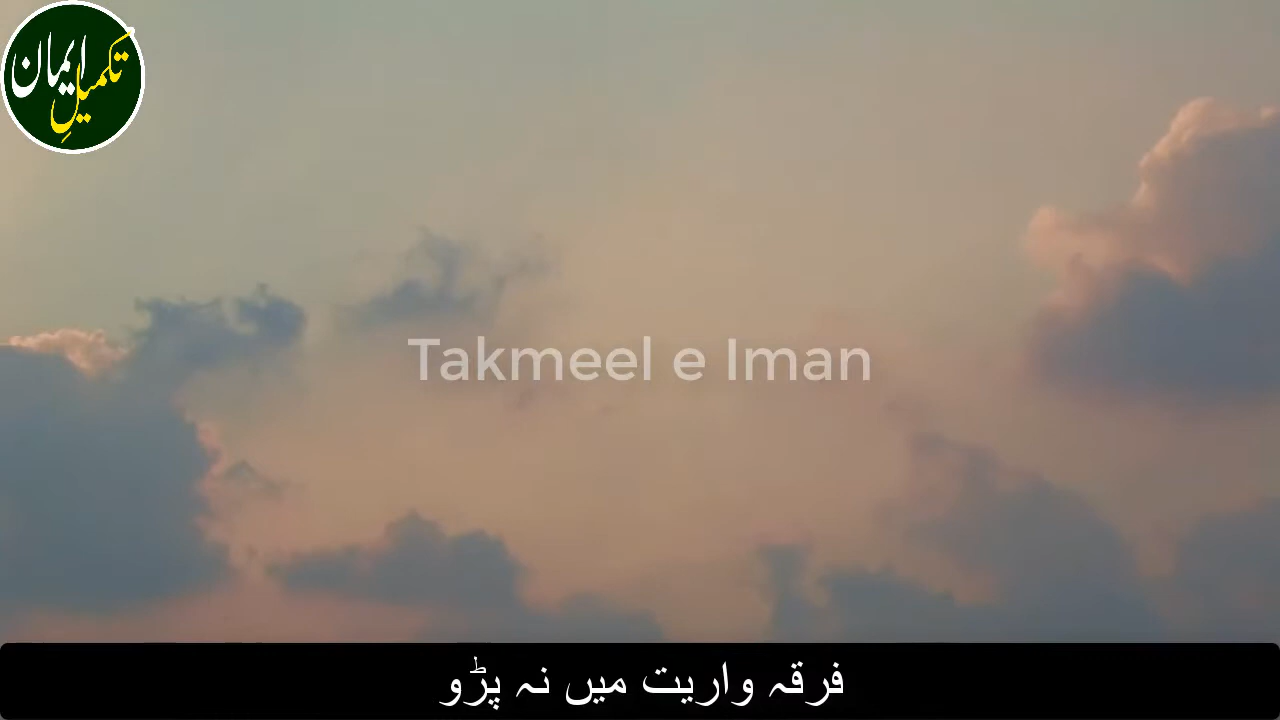 تکمیلِ ایمان
Takmeel e Iman
فرقہ واریت میں نہ پڑو